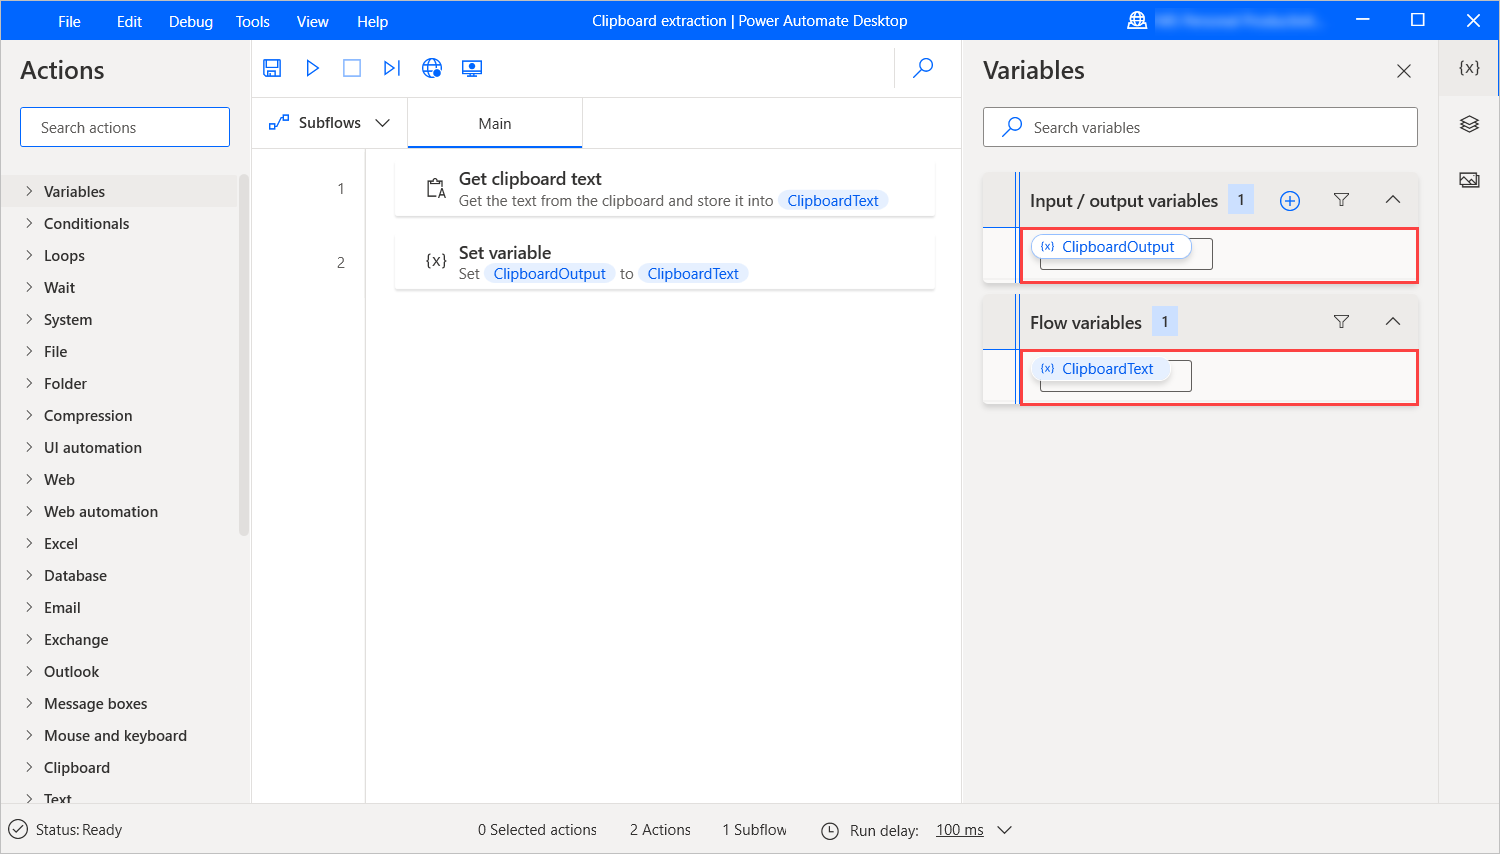 File Edit Debug Tools View Help Clipboard extraction | Power Automate Desktop
Actions
Search actions
Variables
Conditionals
Loops
Wait
System
File
Folder
Compression
UI automation
Web
Web automation
Excel
Database
Email
Exchange
Outlook
Message boxes
Mouse and keyboard
Clipboard
Text
Subflows Main
1 Get clipboard text
Get the text from the clipboard and store it into ClipboardText
2 {x} Set variable
Set ClipboardOutput to ClipboardText
Variables {x}
Search variables
Input / output variables 1
{x} ClipboardOutput
Flow variables 1
{x} ClipboardText
Status: Ready 0 Selected actions 2 Actions 1 Subflow Run delay: 100 ms